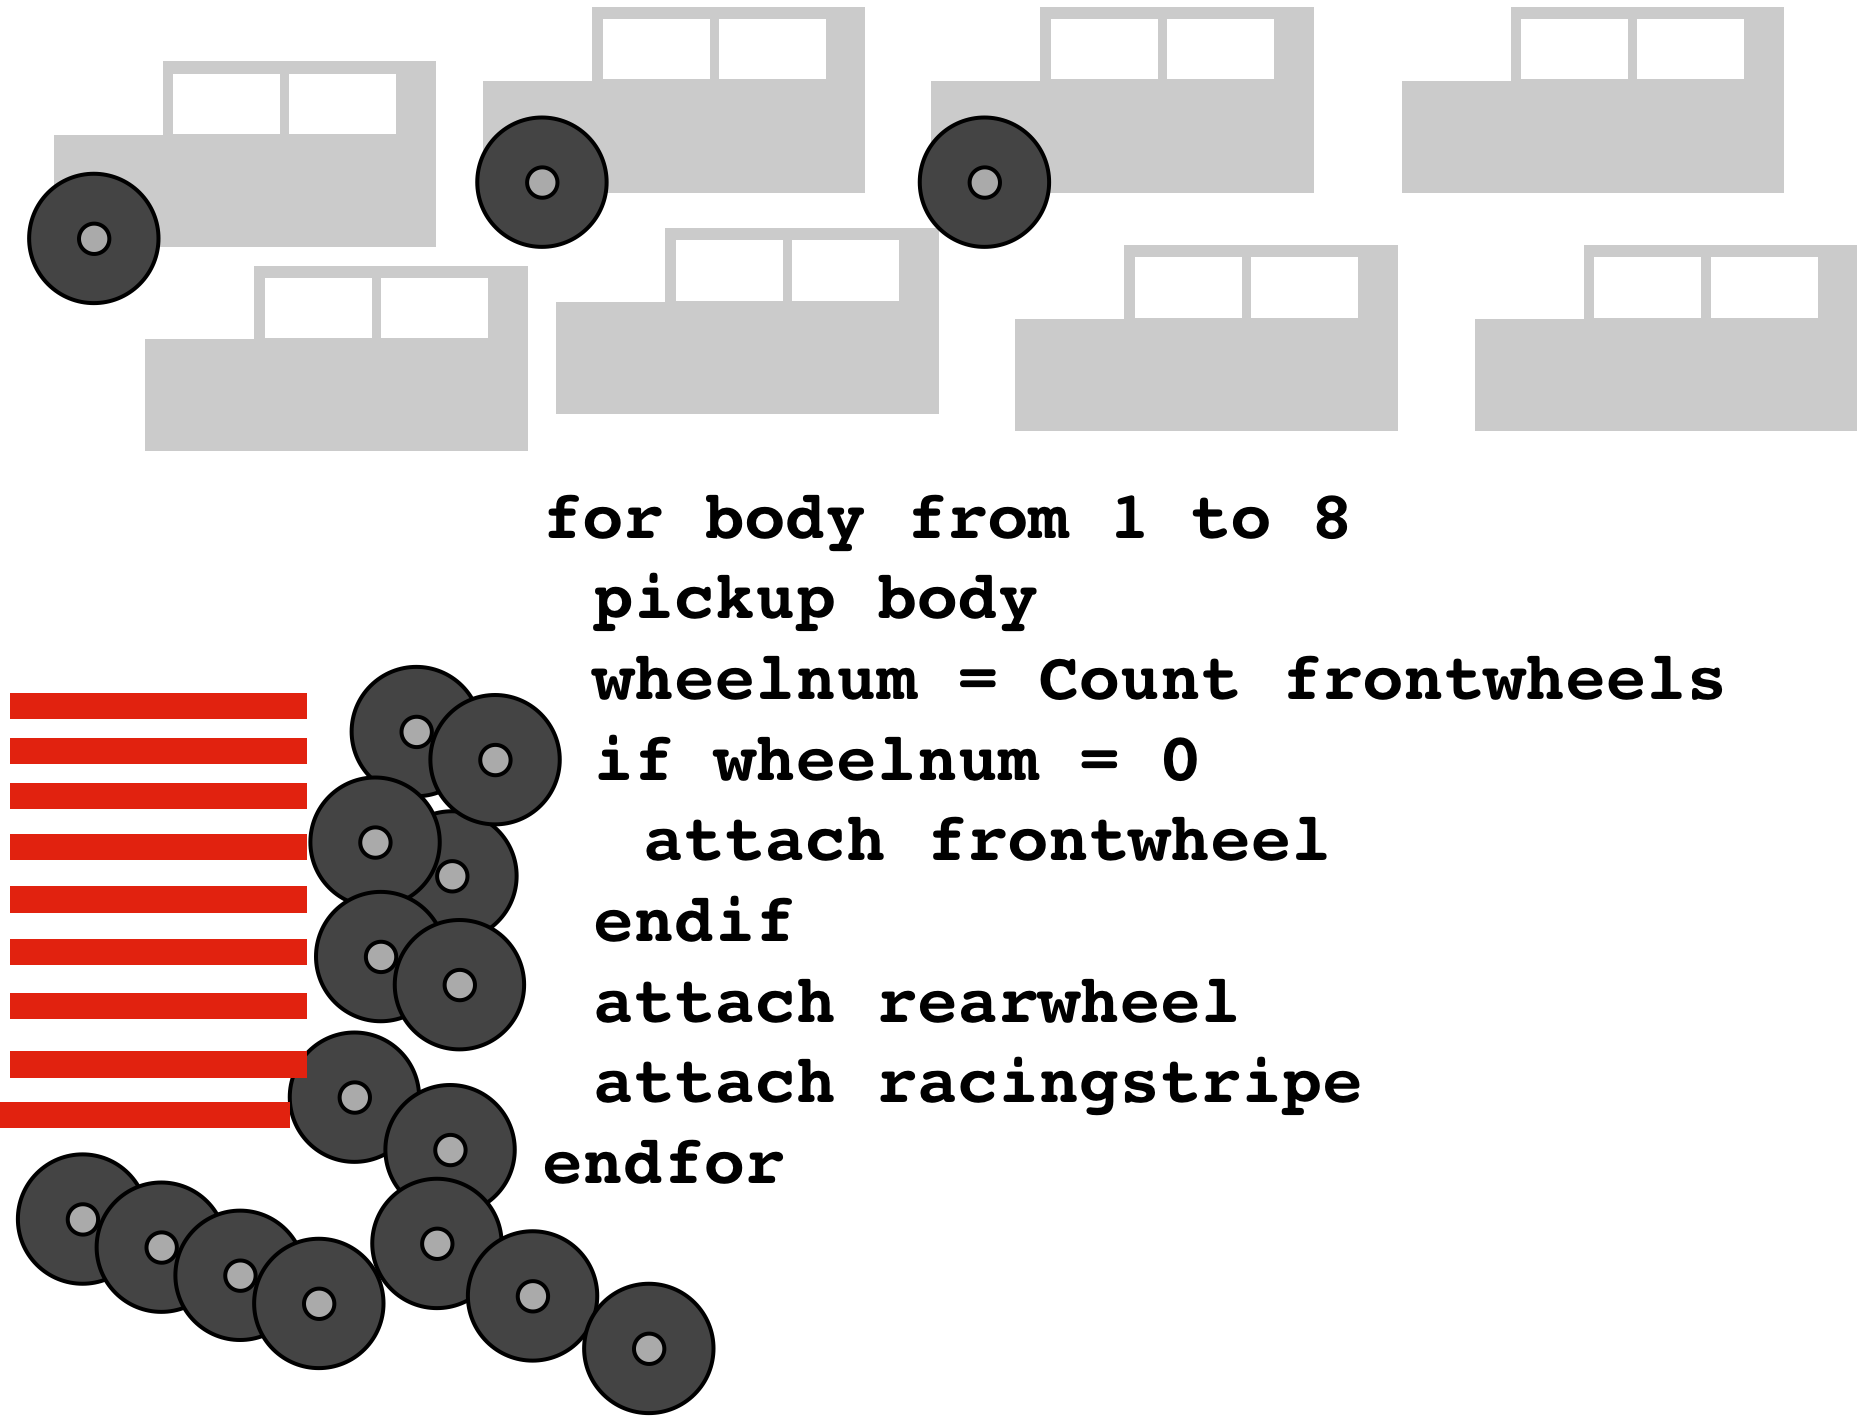 for body from 1 to 8
pickup body
wheelnum = Count frontwheels
if wheelnum = 0
attach frontwheel
endif
attach rearwheel
attach racingstripe
endfor